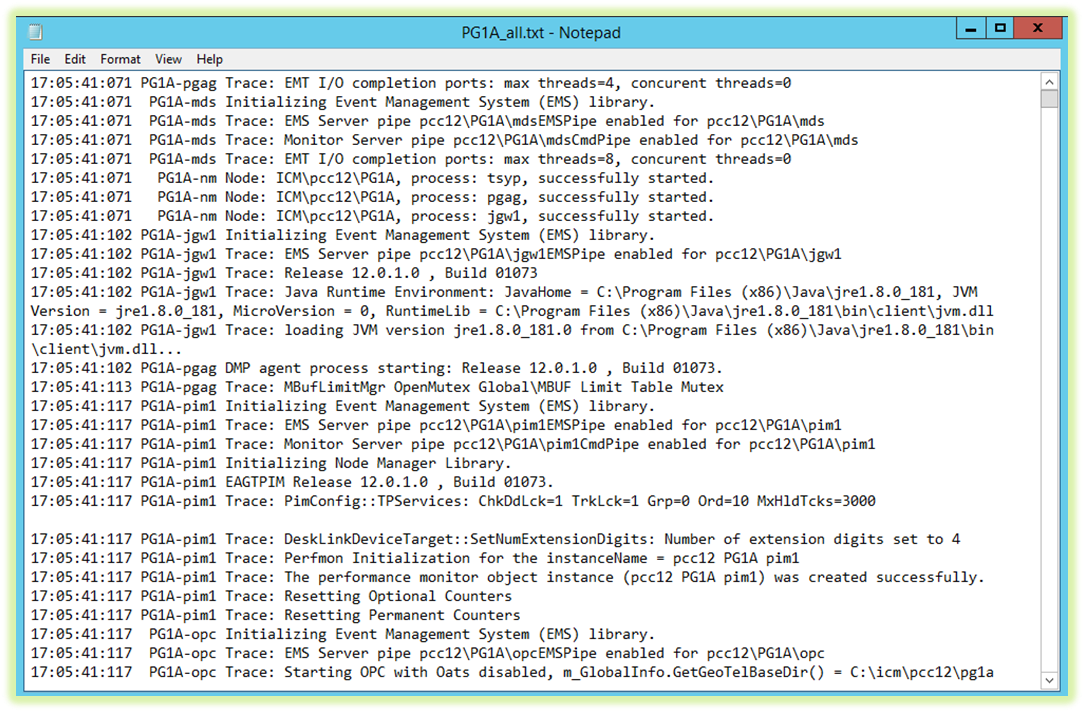 PG1A_all.txt - Notepad
File Edit Format View Help
17:05:41:071 PG1A-pgag Trace: EMT I/O completion ports: max threads=4, concurent threads=0
17:05:41:071  PG1A-mds Initializing Event Management System (EMS) library.
17:05:41:071  PG1A-mds Trace: EMS Server pipe pcc12\PG1A\mdsEMSPipe enabled for pcc12\PG1A\mds
17:05:41:071  PG1A-mds Trace: Monitor Server pipe pcc12\PG1A\mdsCmdPipe enabled for pcc12\PG1A\mds
17:05:41:071  PG1A-mds Trace: EMT I/O completion ports: max threads=8, concurent threads=0
17:05:41:071   PG1A-nm Node: ICM\pcc12\PG1A, process: tsyp, successfully started.
17:05:41:071   PG1A-nm Node: ICM\pcc12\PG1A, process: pgag, successfully started.
17:05:41:071   PG1A-nm Node: ICM\pcc12\PG1A, process: jgw1, successfully started.
17:05:41:102 PG1A-jgw1 Initializing Event Management System (EMS) library.
17:05:41:102 PG1A-jgw1 Trace: EMS Server pipe pcc12\PG1A\jgw1EMSPipe enabled for pcc12\PG1A\jgw1
17:05:41:102 PG1A-jgw1 Trace: Release 12.0.1.0 , Build 01073
17:05:41:102 PG1A-jgw1 Trace: Java Runtime Environment: JavaHome = C:\Program Files (x86)\Java\jre1.8.0_181, JVM
Version = jre1.8.0_181, MicroVersion = 0, RuntimeLib = C:\Program Files (x86)\Java\jre1.8.0_181\bin\client\jvm.dll
17:05:41:102 PG1A-jgw1 Trace: loading JVM version jre1.8.0_181.0 from C:\Program Files (x86)\Java\jre1.8.0_181\bin
\client\jvm.dll...
17:05:41:102 PG1A-pgag DMP agent process starting: Release 12.0.1.0 , Build 01073.
17:05:41:113 PG1A-pgag Trace: MBufLimitMgr OpenMutex Global\MBUF Limit Table Mutex
17:05:41:117 PG1A-pim1 Initializing Event Management System (EMS) library.
17:05:41:117 PG1A-pim1 Trace: EMS Server pipe pcc12\PG1A\pim1EMSPipe enabled for pcc12\PG1A\pim1
17:05:41:117 PG1A-pim1 Trace: Monitor Server pipe pcc12\PG1A\pim1CmdPipe enabled for pcc12\PG1A\pim1
17:05:41:117 PG1A-pim1 Initializing Node Manager Library.
17:05:41:117 PG1A-pim1 EAGTPIM Release 12.0.1.0 , Build 01073.
17:05:41:117 PG1A-pim1 Trace: PimConfig::TPServices: ChkDdLck=1 TrkLck=1 Grp=0 Ord=10 MxHldTcks=3000
17:05:41:117 PG1A-pim1 Trace: DeskLinkDeviceTarget::SetNumExtensionDigits: Number of extension digits set to 4
17:05:41:117 PG1A-pim1 Trace: Perfmon Initialization for the instanceName = pcc12 PG1A pim1
17:05:41:117 PG1A-pim1 Trace: The performance monitor object instance (pcc12 PG1A pim1) was created successfully.
17:05:41:117 PG1A-pim1 Trace: Resetting Optional Counters
17:05:41:117 PG1A-pim1 Trace: Resetting Permanent Counters
17:05:41:117  PG1A-opc Initializing Event Management System (EMS) library.
17:05:41:117  PG1A-opc Trace: EMS Server pipe pcc12\PG1A\opcEMSPipe enabled for pcc12\PG1A\opc
17:05:41:117  PG1A-opc Trace: Starting OPC with Oats disabled, m_GlobalInfo.GetGeoTelBaseDir() = C:\icm\pcc12\pg1a